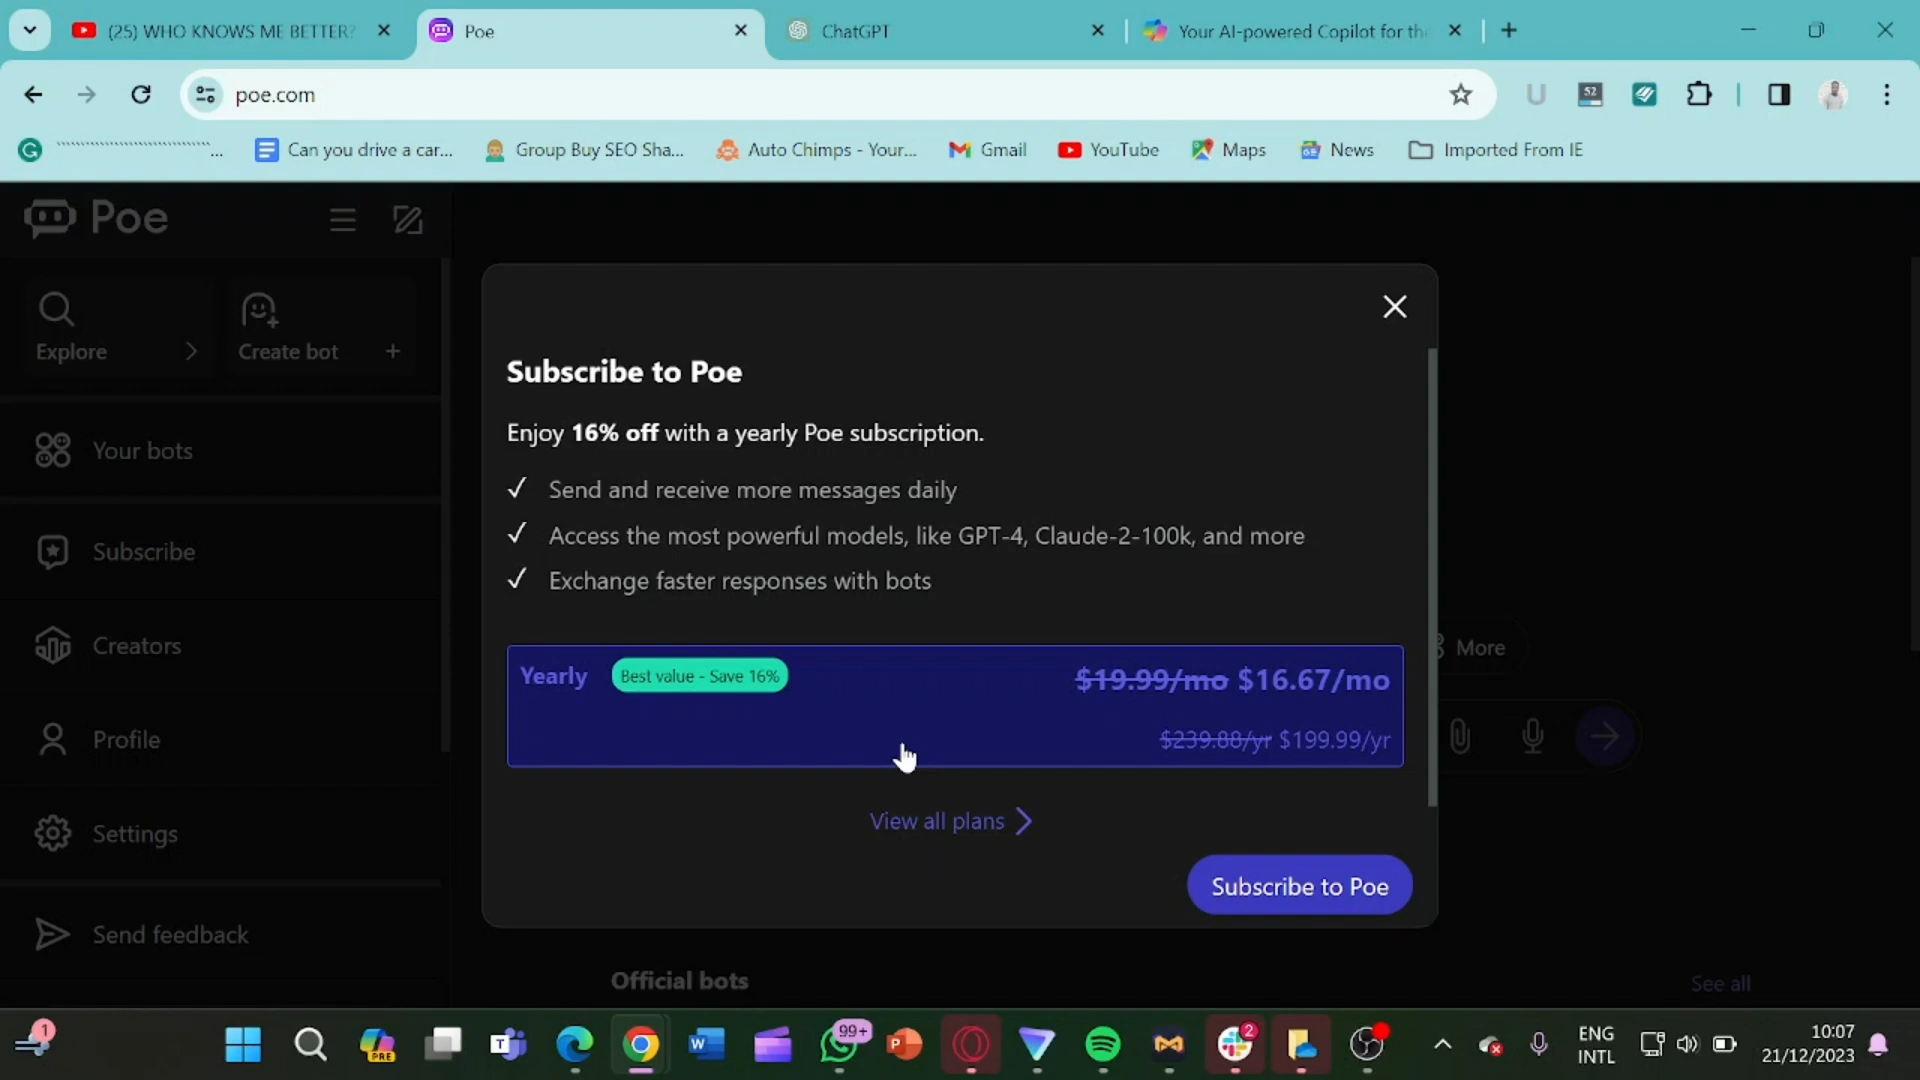 (25) WHO KNOWS ME BETTER?
Poe
ChatGPT
Your AI-powered Copilot for the
poe.com
U
52
G
...
Can you drive a car...
Group Buy SEO Sha...
Auto Chimps - Your...
Gmail
YouTube
Maps
News
Imported From IE
Poe
Explore
Create bot
Your bots
Subscribe
Creators
Profile
Settings
Send feedback
Subscribe to Poe
Enjoy 16% off with a yearly Poe subscription.
Send and receive more messages daily
Access the most powerful models, like GPT-4, Claude-2-100k, and more
Exchange faster responses with bots
Yearly Best value - Save 16% $19.99/mo $16.67/mo
$239.88/yr $199.99/yr
View all plans
Subscribe to Poe
More
Official bots
See all
1
PRE
T
W
99+
P
2
ENG
INTL
10:07
21/12/2023